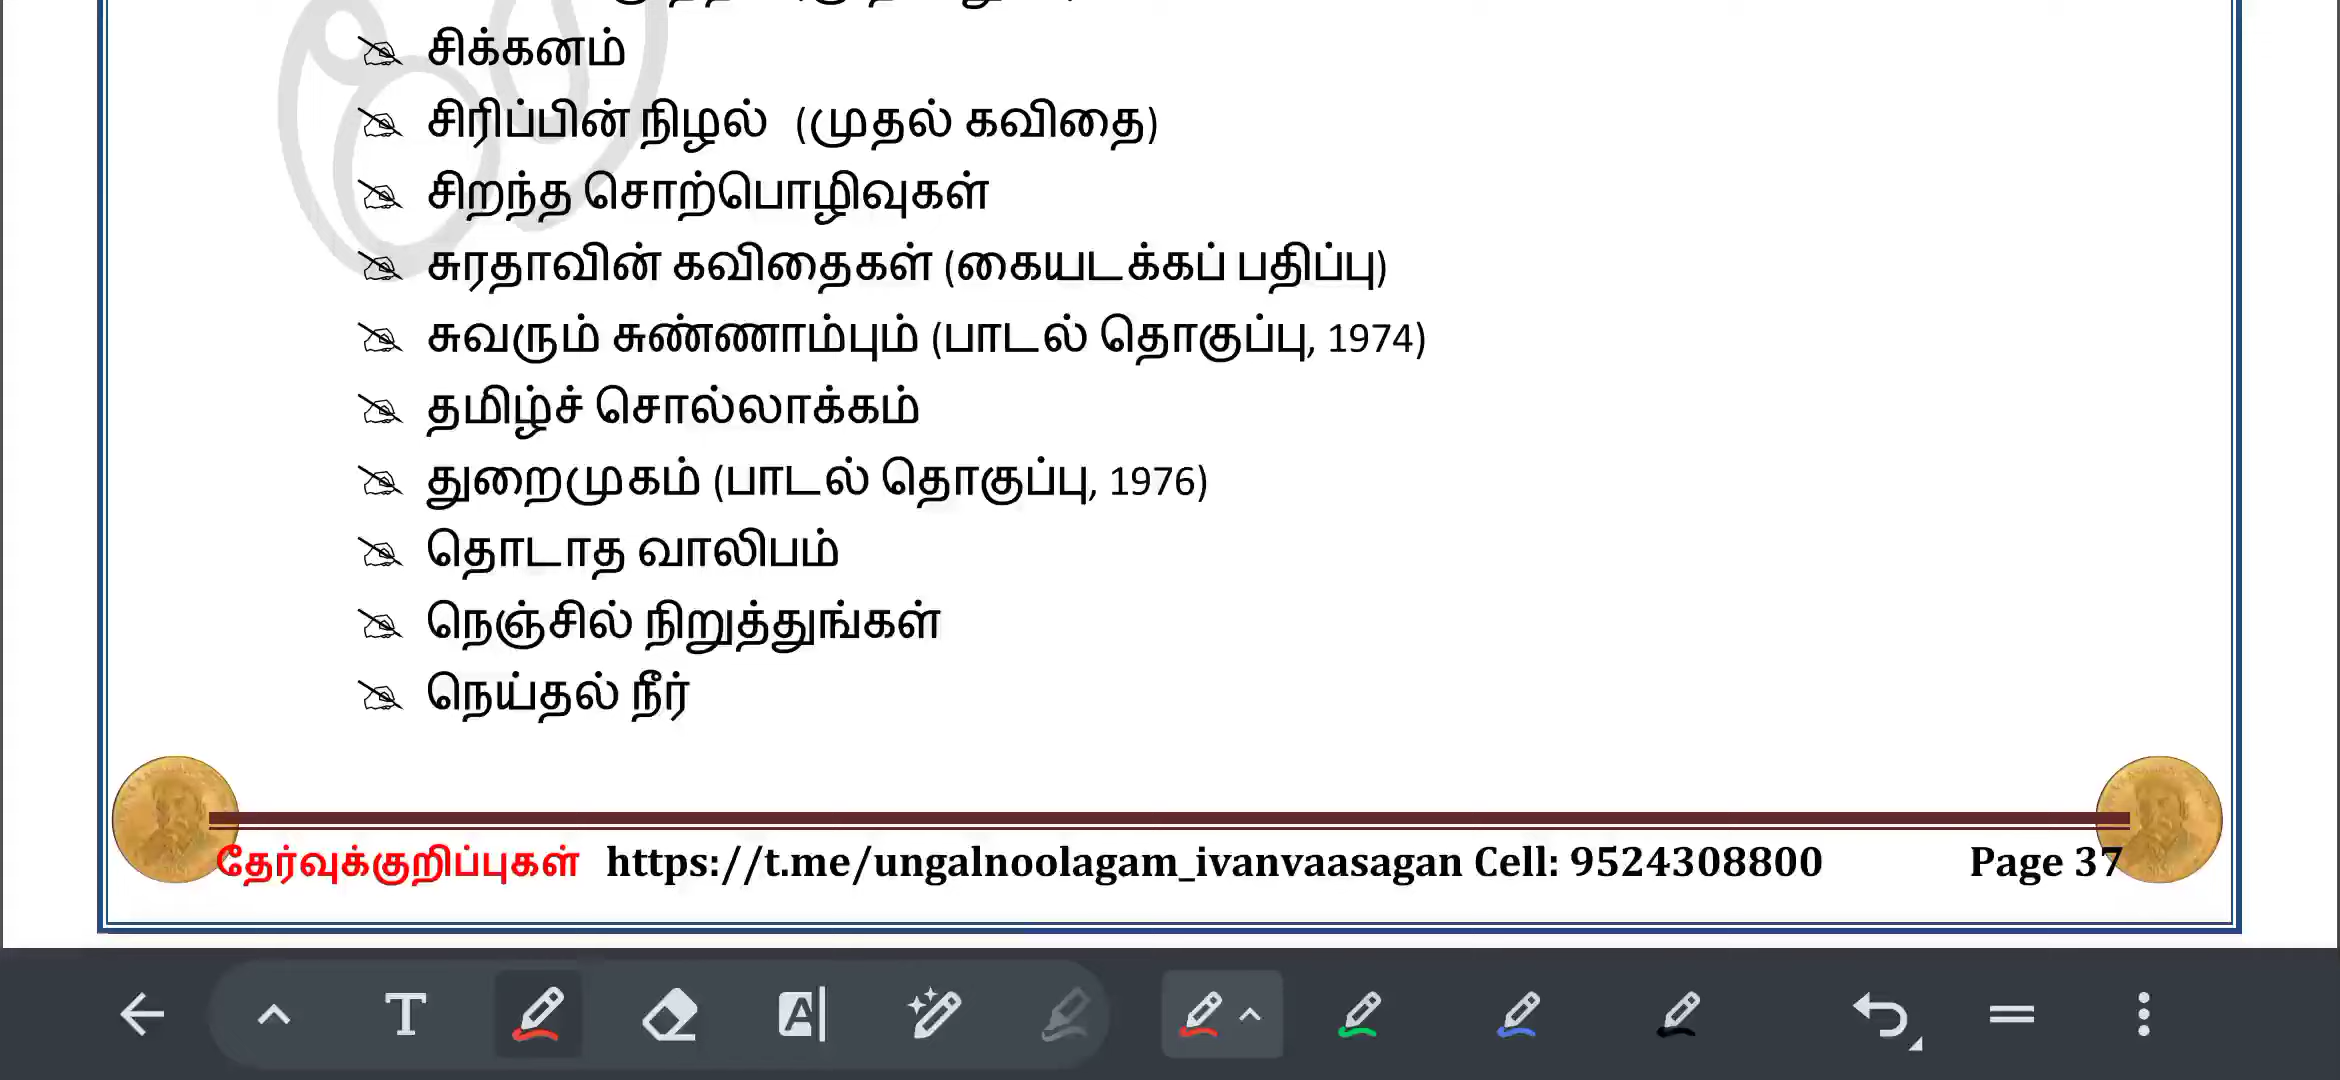 சிக்கனம்
சிரிப்பின் நிழல் (முதல் கவிதை)
சிறந்த சொற்பொழிவுகள்
சுரதாவின் கவிதைகள் (கையடக்கப் பதிப்பு)
சுவரும் சுண்ணாம்பும் (பாடல் தொகுப்பு, 1974)
தமிழ்ச் சொல்லாக்கம்
துறைமுகம் (பாடல் தொகுப்பு, 1976)
தொடாத வாலிபம்
நெஞ்சில் நிறுத்துங்கள்
நெய்தல் நீர்
தேர்வுக்குறிப்புகள் https://t.me/ungalnoolagam_ivanvaasagan Cell: 9524308800 Page 37
T A